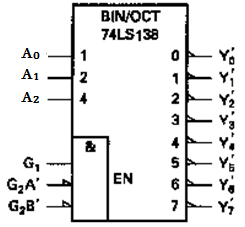 BIN/OCT
74LS138
A₀ 1 0 Y₀'
A₁ 2 1 Y₁'
A₂ 4 2 Y₂'
3 Y₃'
& 4 Y₄'
G₁ EN 5 Y₅'
G₂A' 6 Y₆'
G₂B' 7 Y₇'